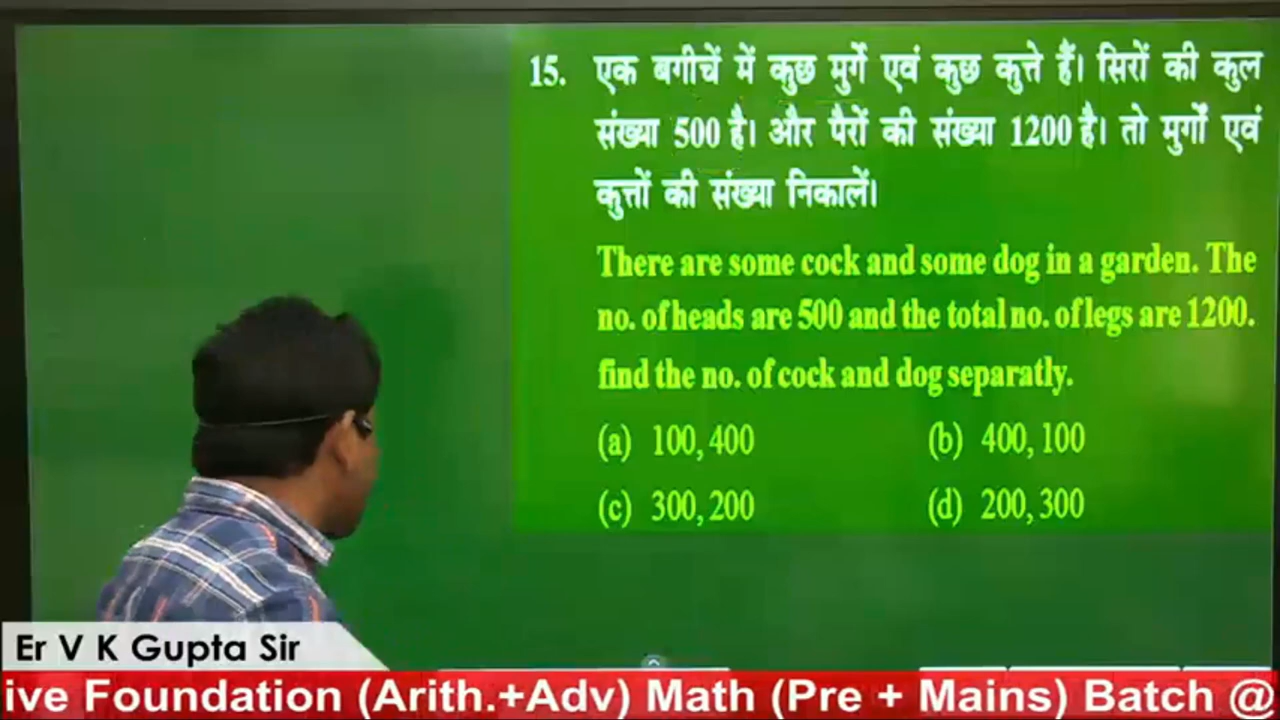 15. एक बगीचें में कुछ मुर्गे एवं कुछ कुत्ते हैं। सिरों की कुल
संख्या 500 है। और पैरों की संख्या 1200 है। तो मुर्गों एवं
कुत्तों की संख्या निकालें।
There are some cock and some dog in a garden. The
no. of heads are 500 and the total no. of legs are 1200.
find the no. of cock and dog separatly.
(a) 100, 400 (b) 400, 100
(c) 300, 200 (d) 200, 300
Er V K Gupta Sir
ive Foundation (Arith.+Adv) Math (Pre + Mains) Batch @